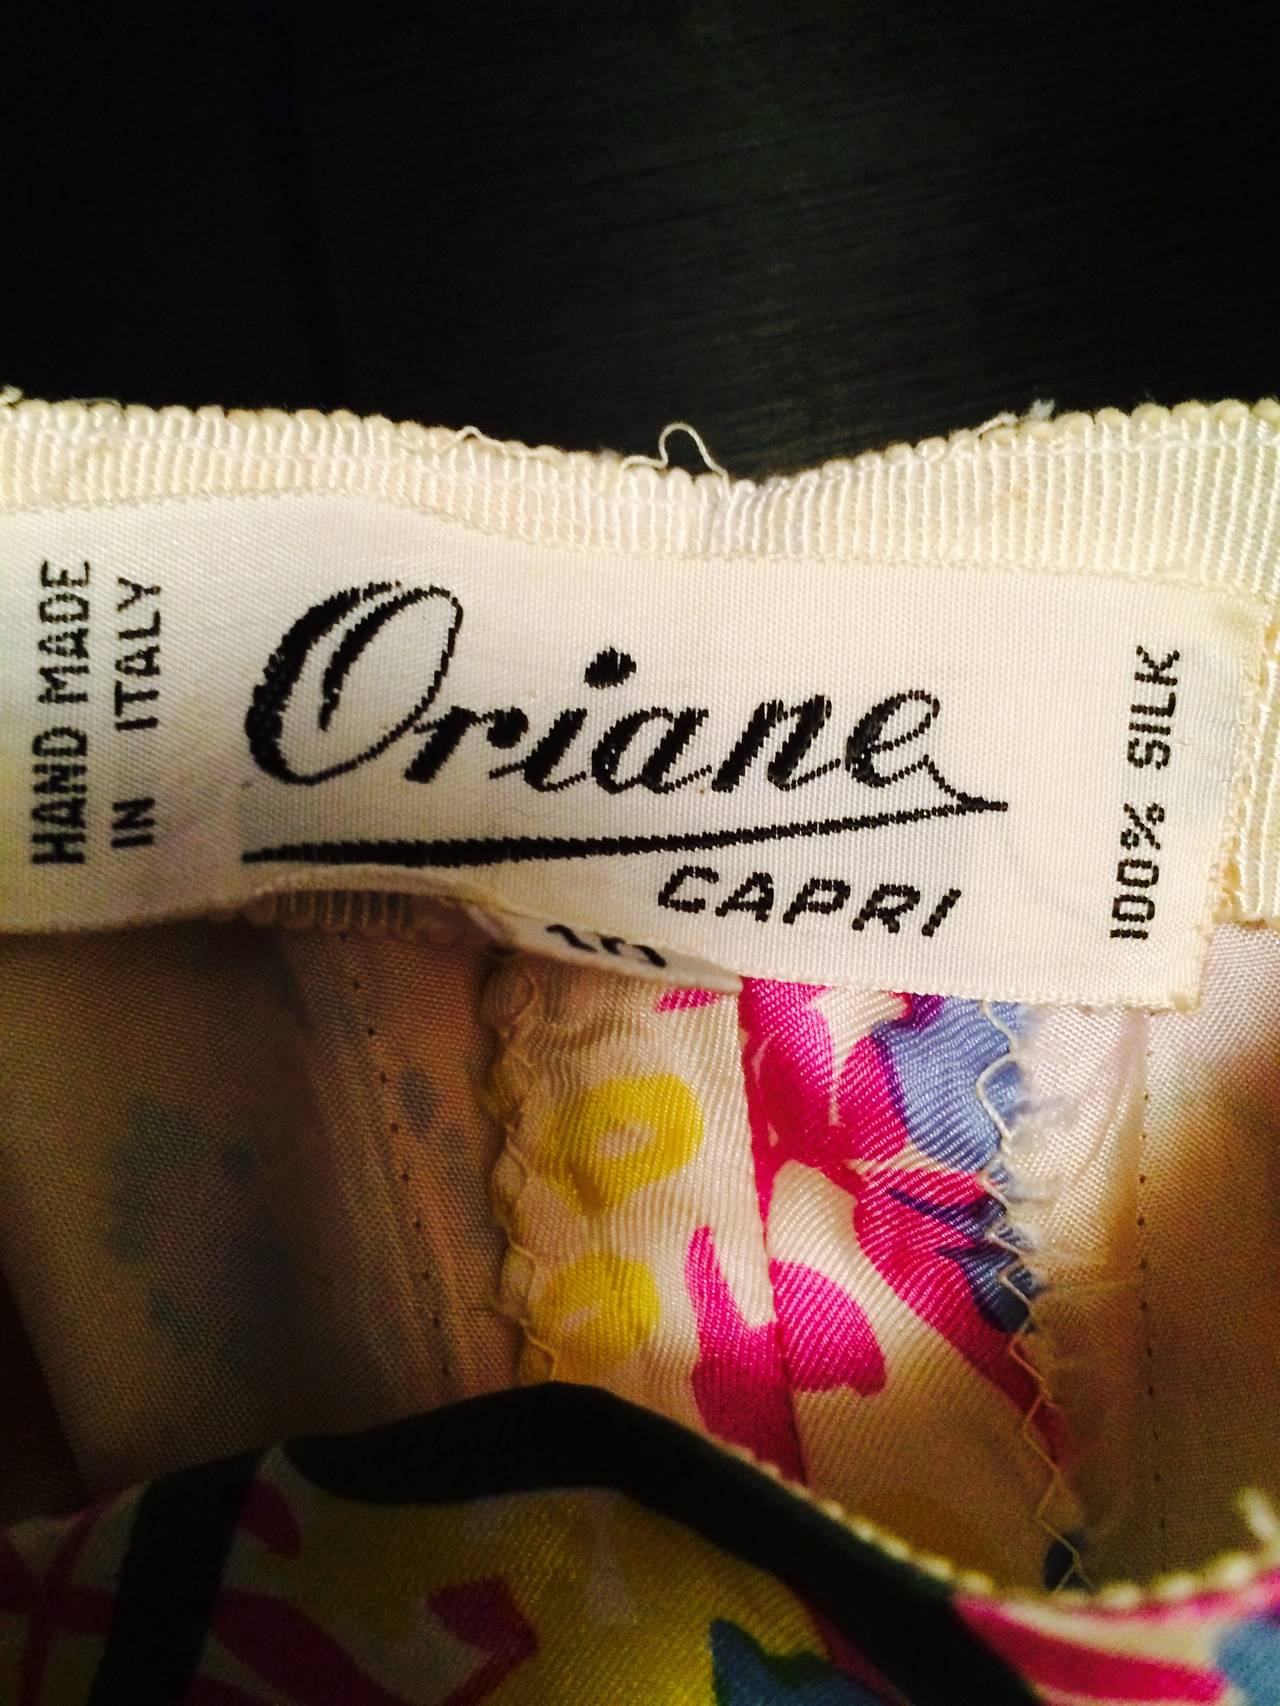 HAND MADE
IN ITALY
Oriane
CAPRI
100% SILK